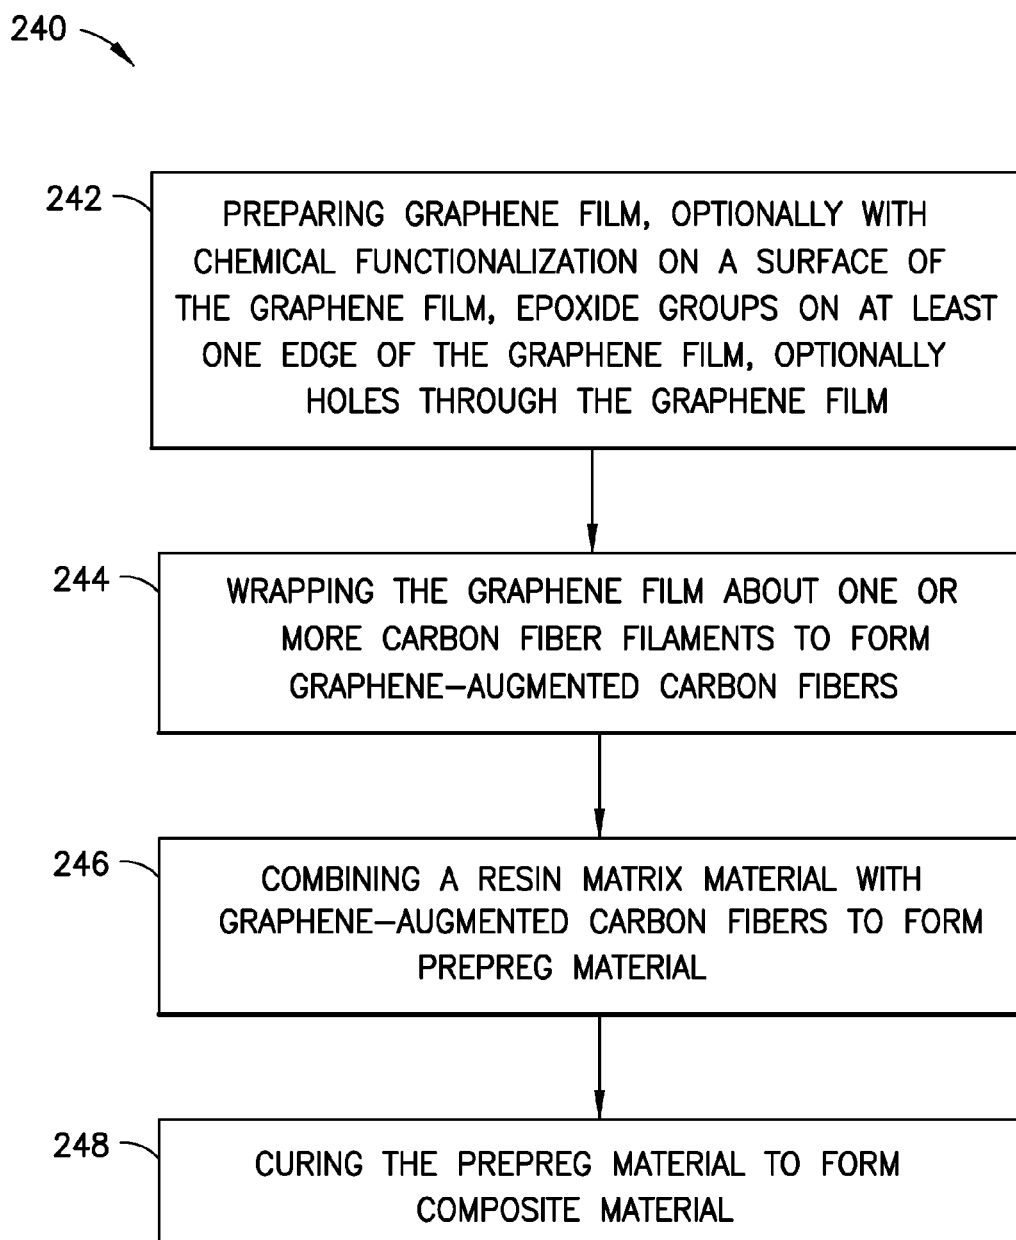 240
242
PREPARING GRAPHENE FILM, OPTIONALLY WITH
CHEMICAL FUNCTIONALIZATION ON A SURFACE OF
THE GRAPHENE FILM, EPOXIDE GROUPS ON AT LEAST
ONE EDGE OF THE GRAPHENE FILM, OPTIONALLY
HOLES THROUGH THE GRAPHENE FILM
244
WRAPPING THE GRAPHENE FILM ABOUT ONE OR
MORE CARBON FIBER FILAMENTS TO FORM
GRAPHENE–AUGMENTED CARBON FIBERS
246
COMBINING A RESIN MATRIX MATERIAL WITH
GRAPHENE–AUGMENTED CARBON FIBERS TO FORM
PREPREG MATERIAL
248
CURING THE PREPREG MATERIAL TO FORM
COMPOSITE MATERIAL